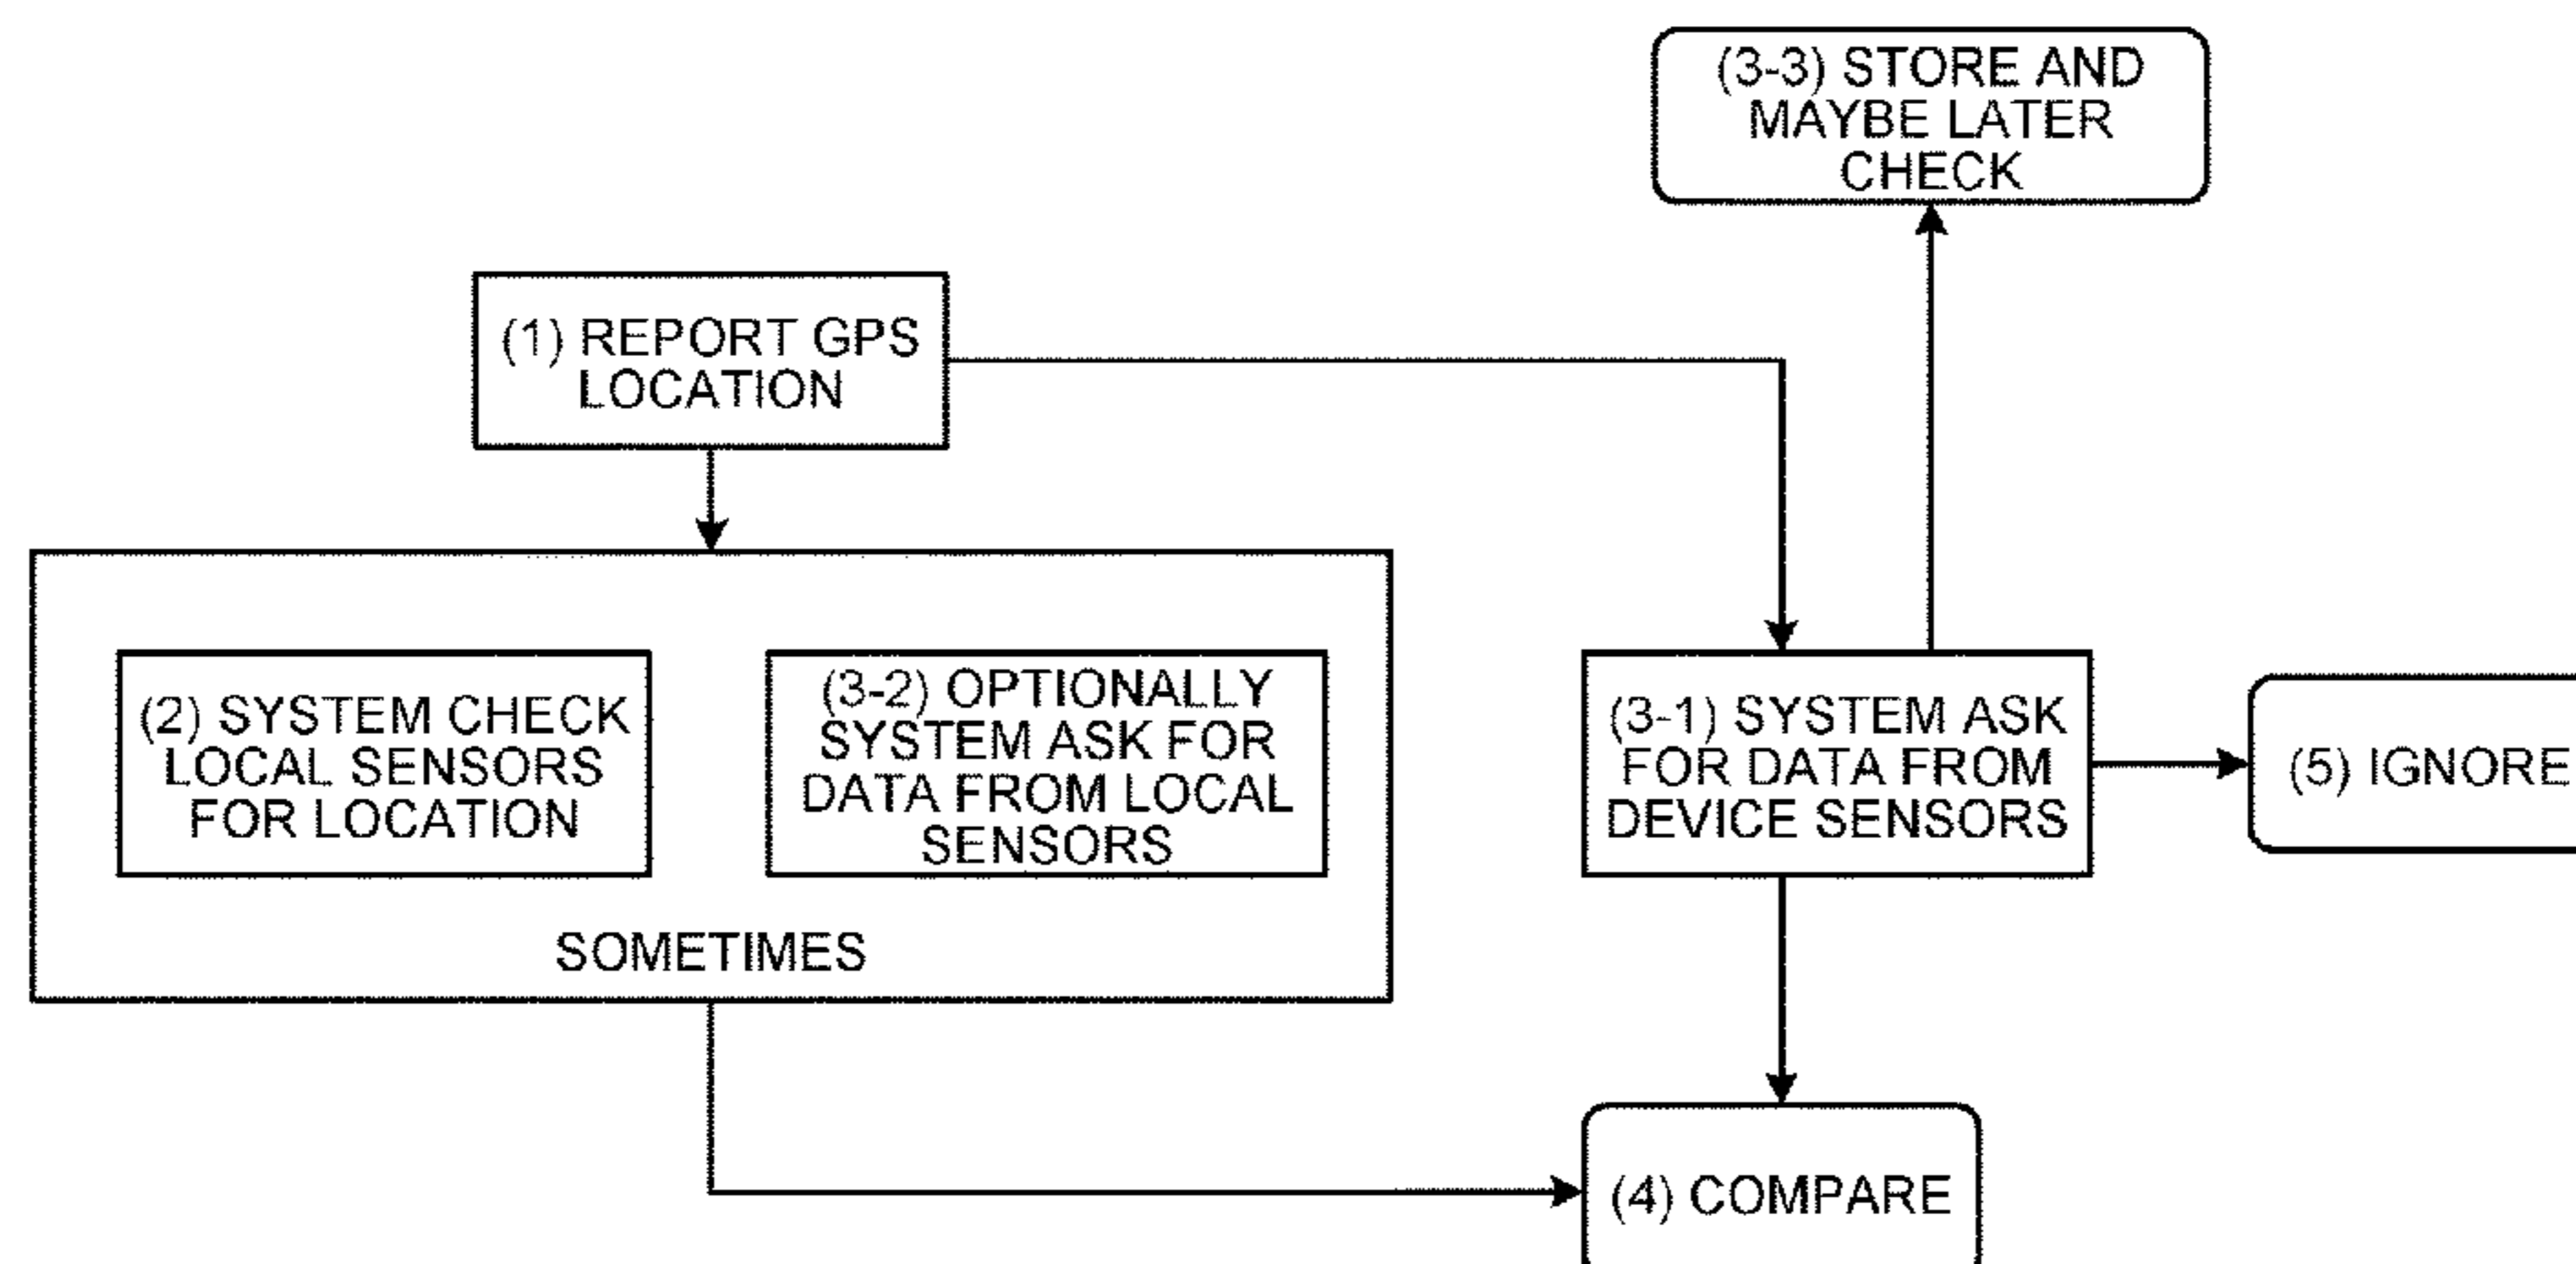 (3-3) STORE AND
MAYBE LATER
CHECK
(1) REPORT GPS
LOCATION
(2) SYSTEM CHECK
LOCAL SENSORS
FOR LOCATION
(3-2) OPTIONALLY
SYSTEM ASK FOR
DATA FROM LOCAL
SENSORS
SOMETIMES
(3-1) SYSTEM ASK
FOR DATA FROM
DEVICE SENSORS
(5) IGNORE
(4) COMPARE